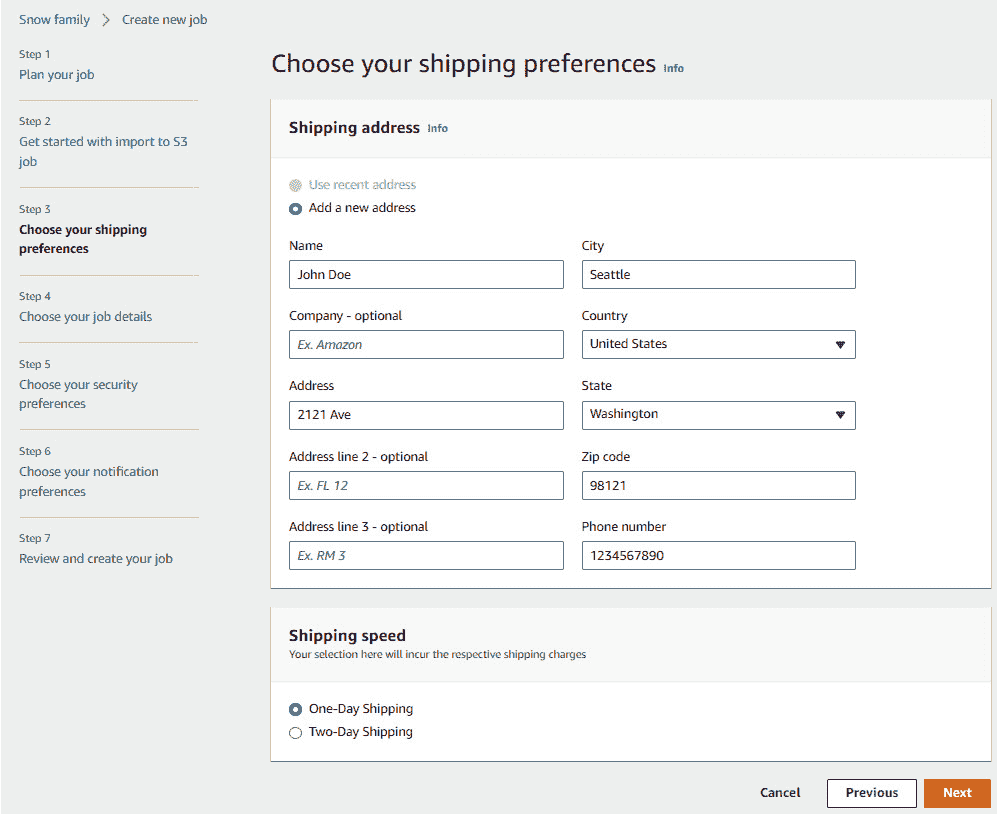 Snow family > Create new job
Step 1
Plan your job
Step 2
Get started with import to S3
job
Step 3
Choose your shipping
preferences
Step 4
Choose your job details
Step 5
Choose your security
preferences
Step 6
Choose your notification
preferences
Step 7
Review and create your job
Choose your shipping preferences Info
Shipping address Info
Use recent address
Add a new address
Name
John Doe
City
Seattle
Company - optional
Ex. Amazon
Country
United States
Address
2121 Ave
State
Washington
Address line 2 - optional
Ex. FL 12
Zip code
98121
Address line 3 - optional
Ex. RM 3
Phone number
1234567890
Shipping speed
Your selection here will incur the respective shipping charges
One-Day Shipping
Two-Day Shipping
Cancel Previous Next